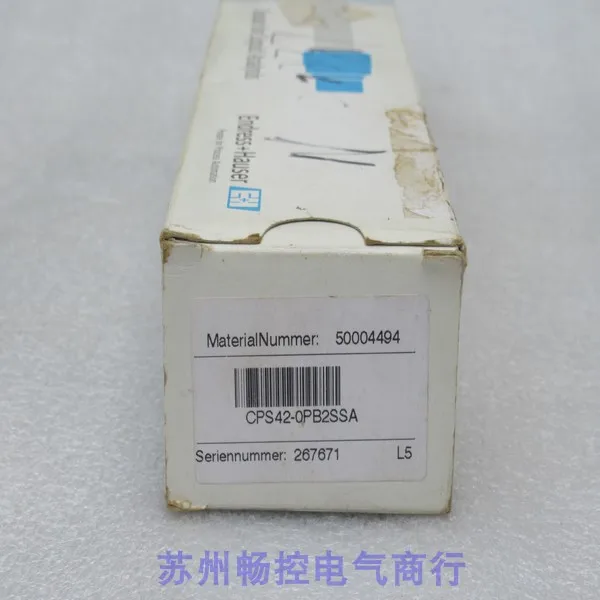 Endress+Hauser
MaterialNummer: 50004494
CPS42-0PB2SSA
Seriennummer: 267671 L5
苏州畅控电气商行